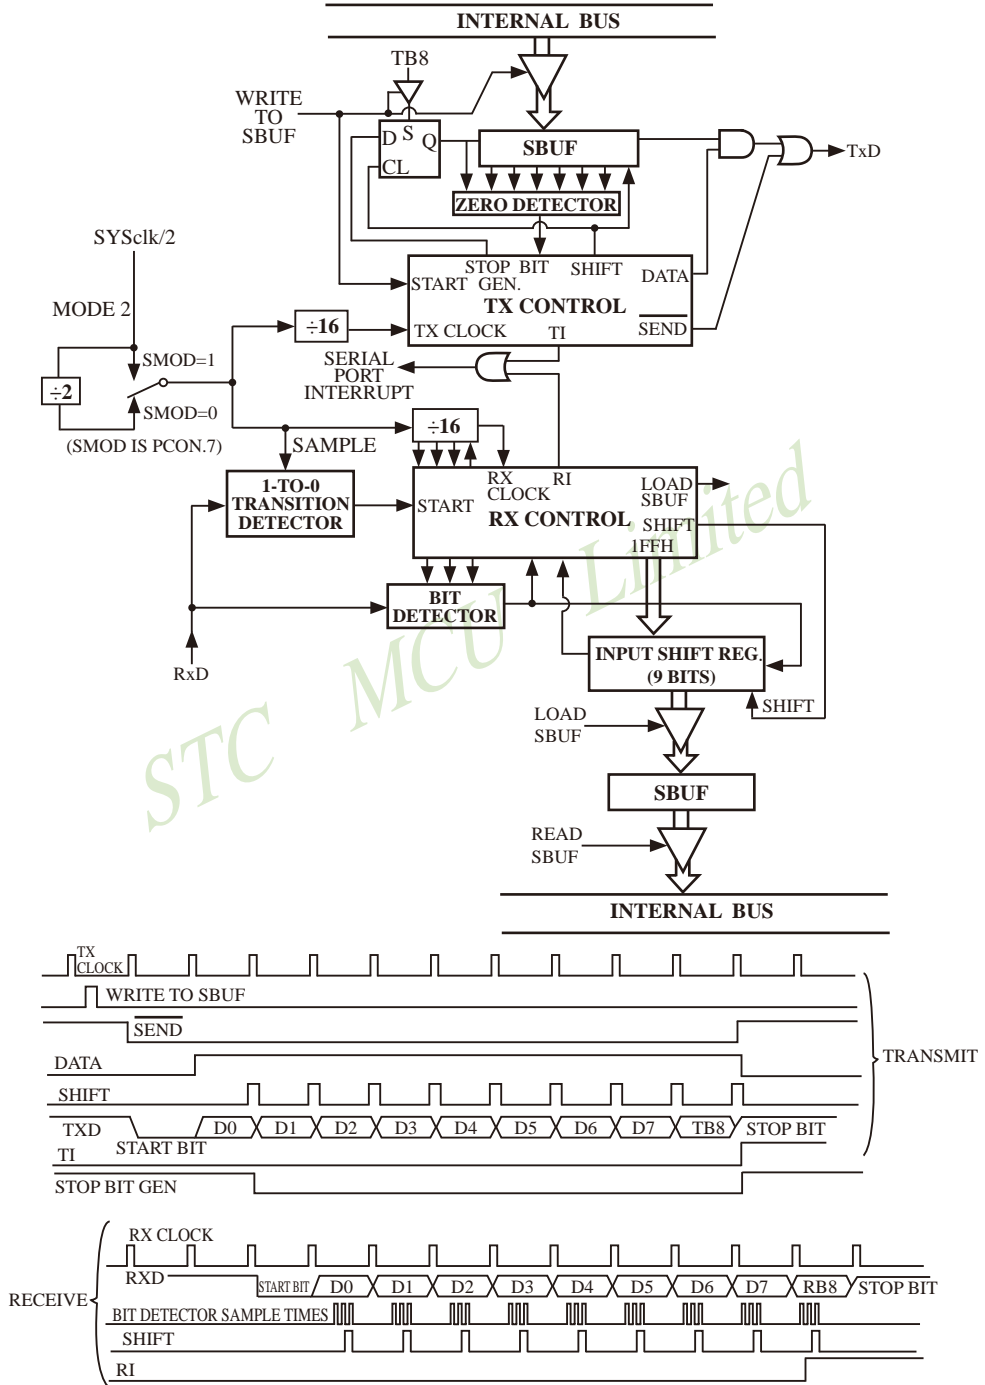 INTERNAL BUS
TB8
WRITE
TO
SBUF
D S Q
CL
SBUF
TxD
ZERO DETECTOR
SYSclk/2
STOP BIT SHIFT DATA
START GEN.
TX CONTROL
MODE 2
÷16
TX CLOCK TI SEND
SERIAL
PORT
INTERRUPT
SMOD=1
÷2
SMOD=0
(SMOD IS PCON.7)
÷16
SAMPLE
1-TO-0
TRANSITION
DETECTOR
RX RI LOAD
CLOCK SBUF
START
RX CONTROL SHIFT
1FFH
BIT
DETECTOR
RxD
INPUT SHIFT REG.
(9 BITS)
SHIFT
LOAD
SBUF
SBUF
READ
SBUF
INTERNAL BUS
STC MCU Limited
TX
CLOCK
WRITE TO SBUF
SEND
DATA
TRANSMIT
SHIFT
TXD D0 D1 D2 D3 D4 D5 D6 D7 TB8 STOP BIT
START BIT
TI
STOP BIT GEN
RX CLOCK
RXD START BIT D0 D1 D2 D3 D4 D5 D6 D7 RB8 STOP BIT
RECEIVE
BIT DETECTOR SAMPLE TIMES
SHIFT
RI